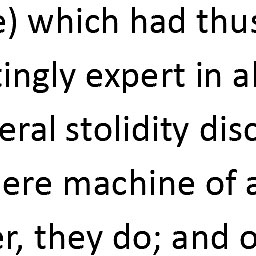 e) which had thus
tingly expert in al
eral stolidity disc
ere machine of a
er, they do; and o